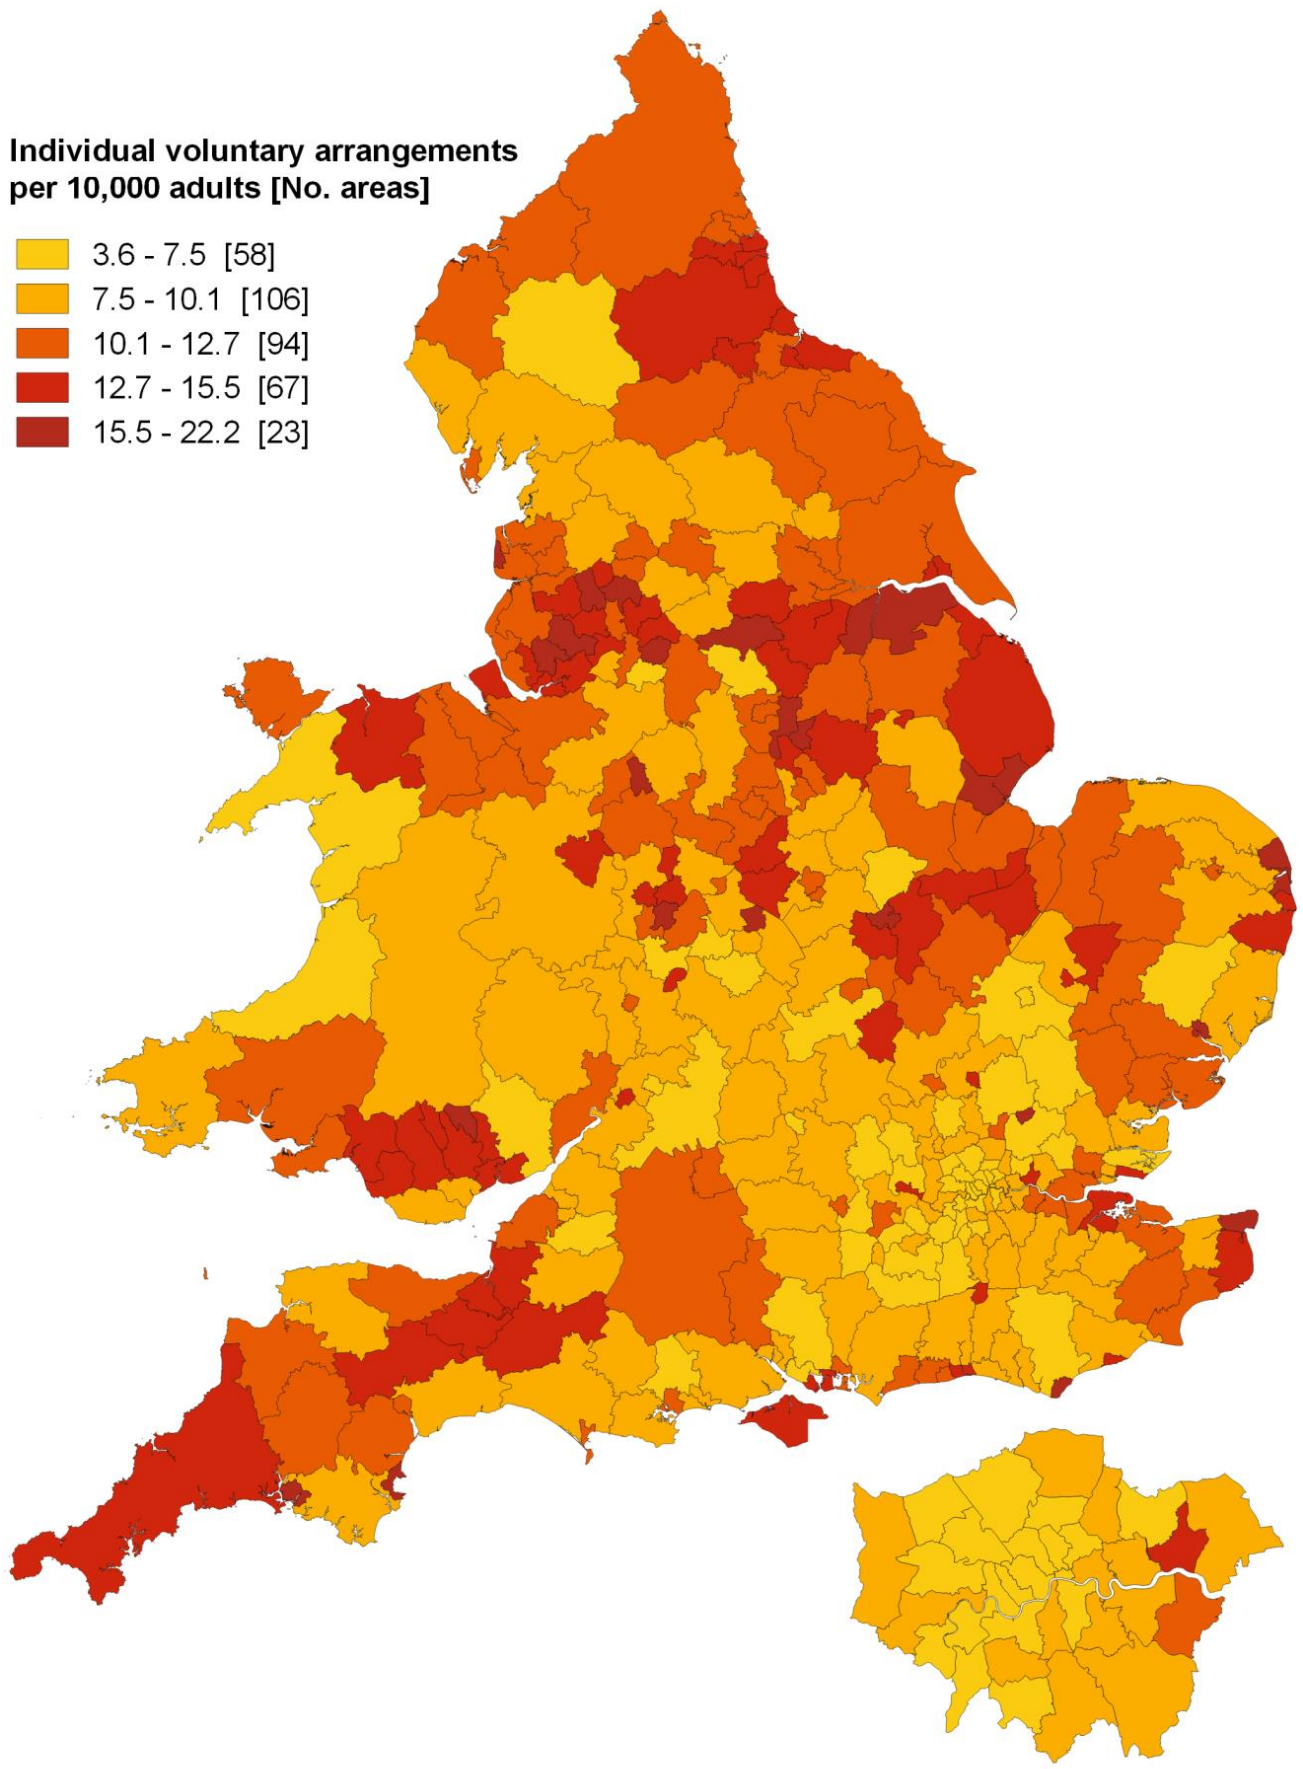 Individual voluntary arrangements
per 10,000 adults [No. areas]
3.6 - 7.5 [58]
7.5 - 10.1 [106]
10.1 - 12.7 [94]
12.7 - 15.5 [67]
15.5 - 22.2 [23]